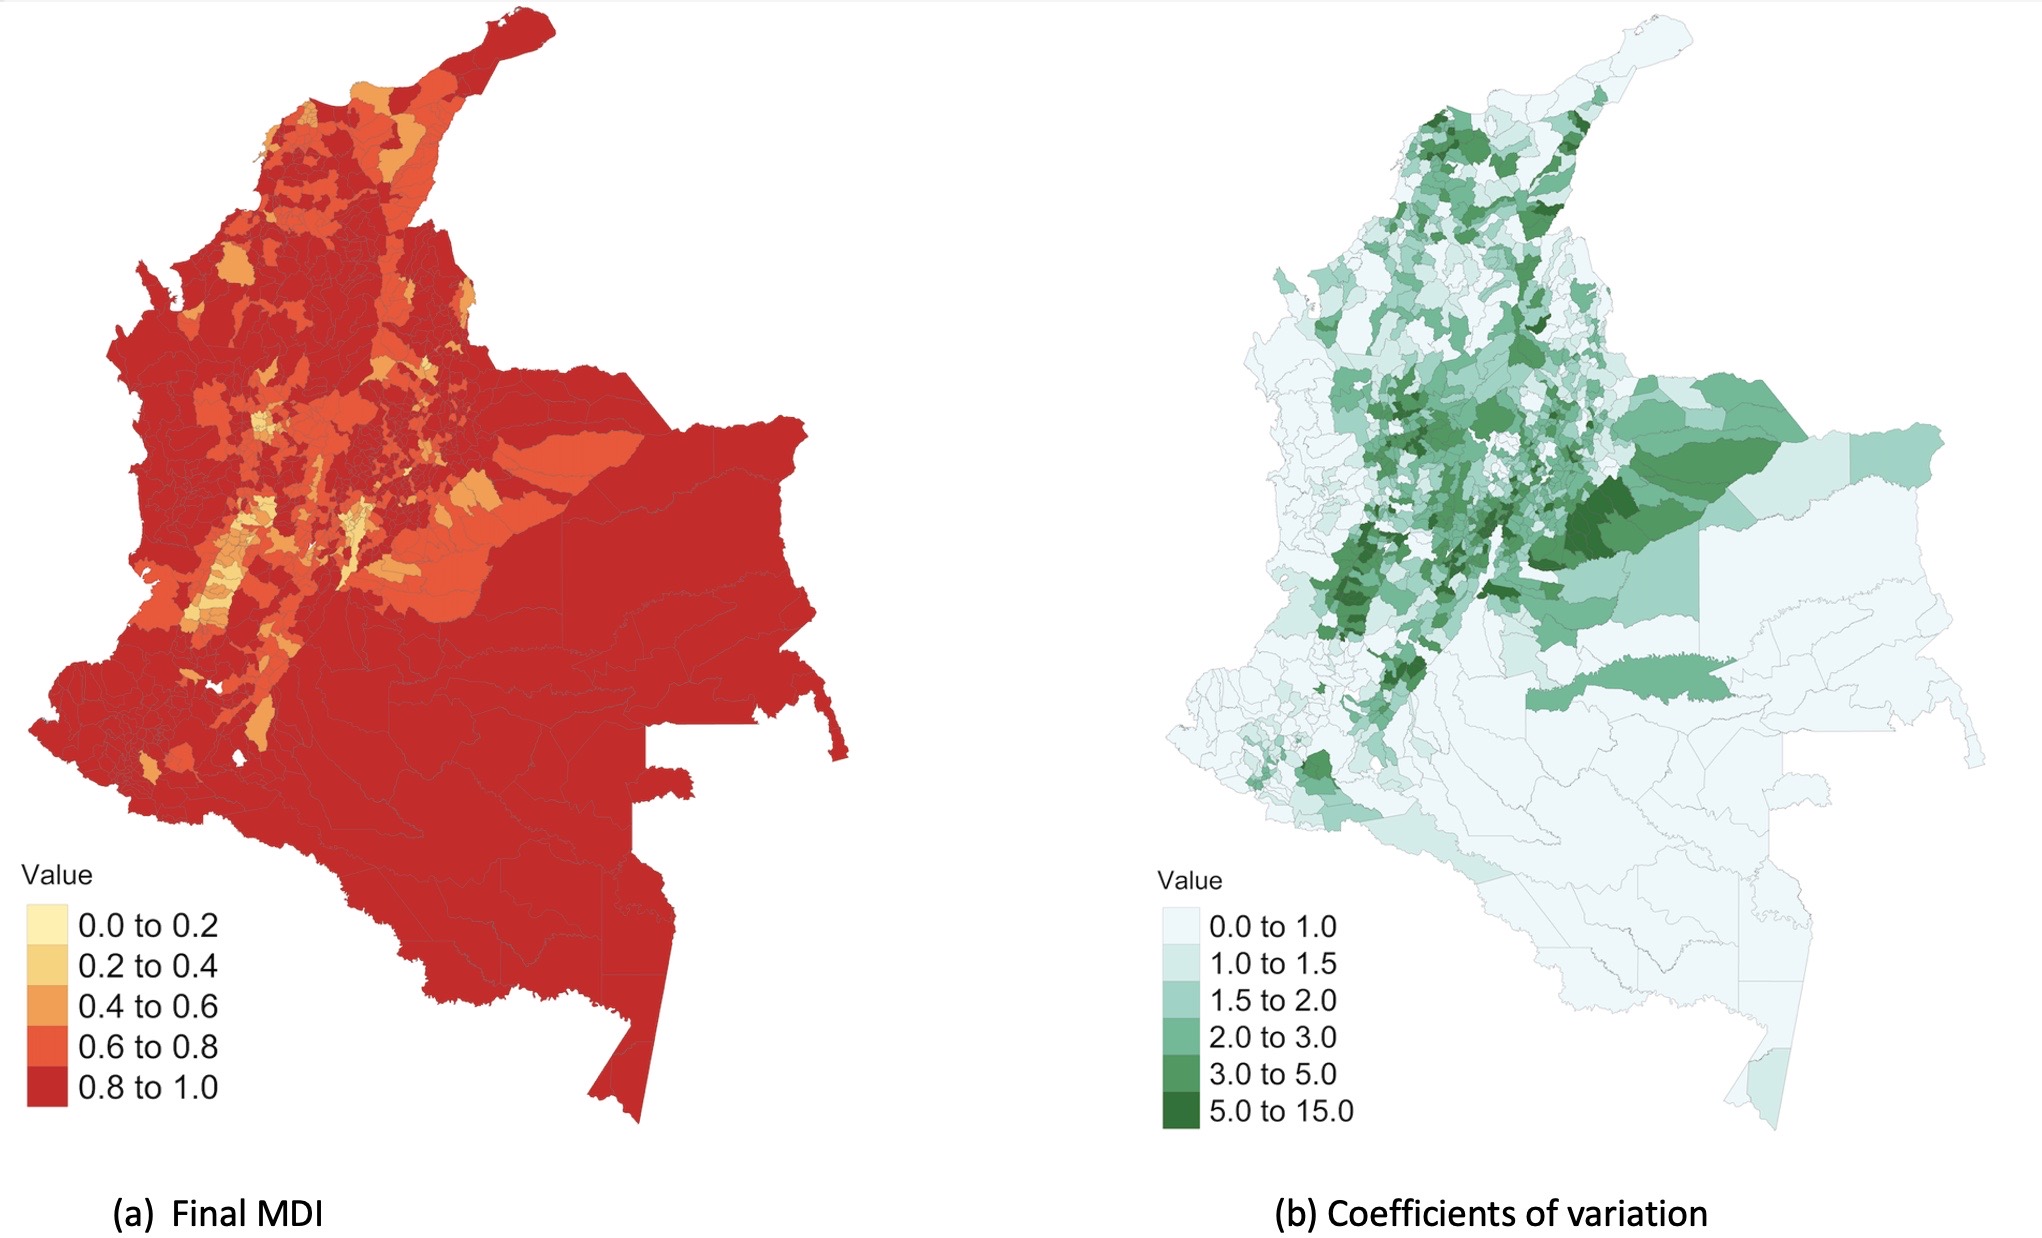 Value
0.0 to 0.2
0.2 to 0.4
0.4 to 0.6
0.6 to 0.8
0.8 to 1.0
(a) Final MDI
Value
0.0 to 1.0
1.0 to 1.5
1.5 to 2.0
2.0 to 3.0
3.0 to 5.0
5.0 to 15.0
(b) Coefficients of variation